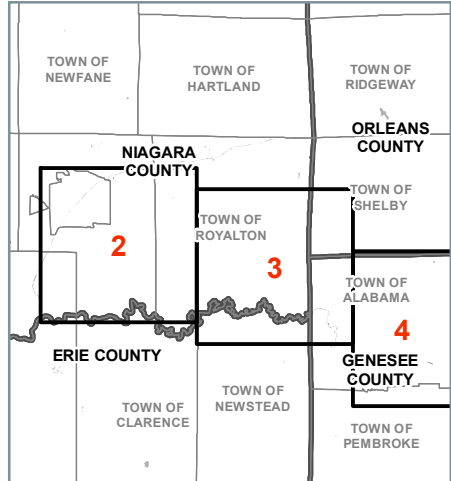 TOWN OF
NEWFANE
TOWN OF
HARTLAND
TOWN OF
RIDGEWAY
ORLEANS
COUNTY
NIAGARA
COUNTY
TOWN OF
SHELBY
TOWN OF
ROYALTON
2
3
TOWN OF
ALABAMA
4
ERIE COUNTY
GENESEE
COUNTY
TOWN OF
NEWSTEAD
TOWN OF
CLARENCE
TOWN OF
PEMBROKE